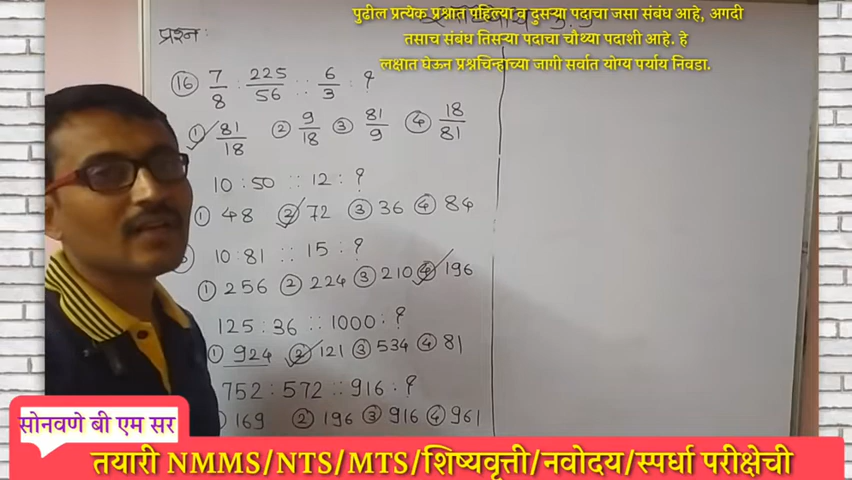 पुढील प्रत्येक प्रश्नात पहिल्या व दुसऱ्या पदाचा जसा संबंध आहे, अगदी
तसाच संबंध तिसऱ्या पदाचा चौथ्या पदाशी आहे. हे
लक्षात घेऊन प्रश्नचिन्हाच्या जागी सर्वात योग्य पर्याय निवडा.
प्रश्न:
16 7/8 : 225/56 :: 6/3 : ?
1 81/18 2 9/18 3 81/9 4 18/81
10 : 50 :: 12 : ?
1 48 2 72 3 36 4 84
10 : 81 :: 15 : ?
1 256 2 224 3 210 4 196
125 : 36 :: 1000 : ?
1 924 2 121 3 534 4 81
752 : 572 :: 916 : ?
169 2 196 3 916 4 961
सोनवणे बी एम सर
तयारी NMMS/NTS/MTS/शिष्यवृत्ती/नवोदय/स्पर्धा परीक्षेची